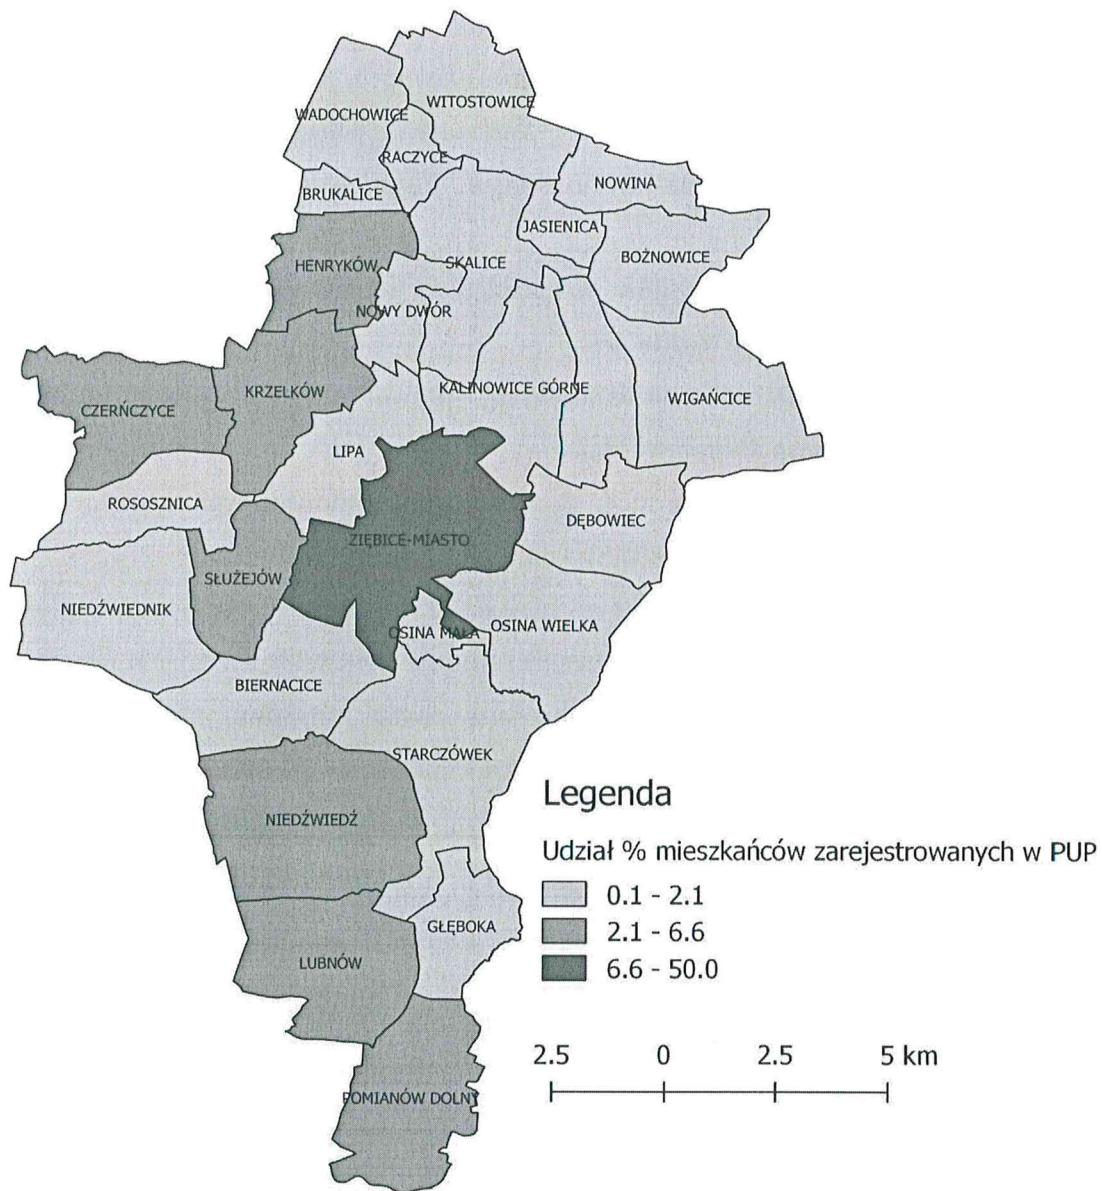 WITOSTOWICE
WADOCHOWICE
RACZYCE
NOWINA
BRUKALICE
JASIENICA
BOŻNOWICE
SKALICE
HENRYKÓW
NOWY DWÓR
KALINOWICE GÓRNE
KRZELKÓW
WIGAŃCICE
CZERŃCZYCE
LIPA
ROSOSZNICA
DĘBOWIEC
ZIĘBICE-MIASTO
SŁUŻEJÓW
NIEDŹWIEDNIK
OSINA WIELKA
OSINA MAŁA
BIERNACICE
STARCZÓWEK
NIEDŹWIEDŹ
GŁĘBOKA
LUBNÓW
POMIANÓW DOLNY
Legenda
Udział % mieszkańców zarejestrowanych w PUP
0.1 - 2.1
2.1 - 6.6
6.6 - 50.0
2.5 0 2.5 5 km